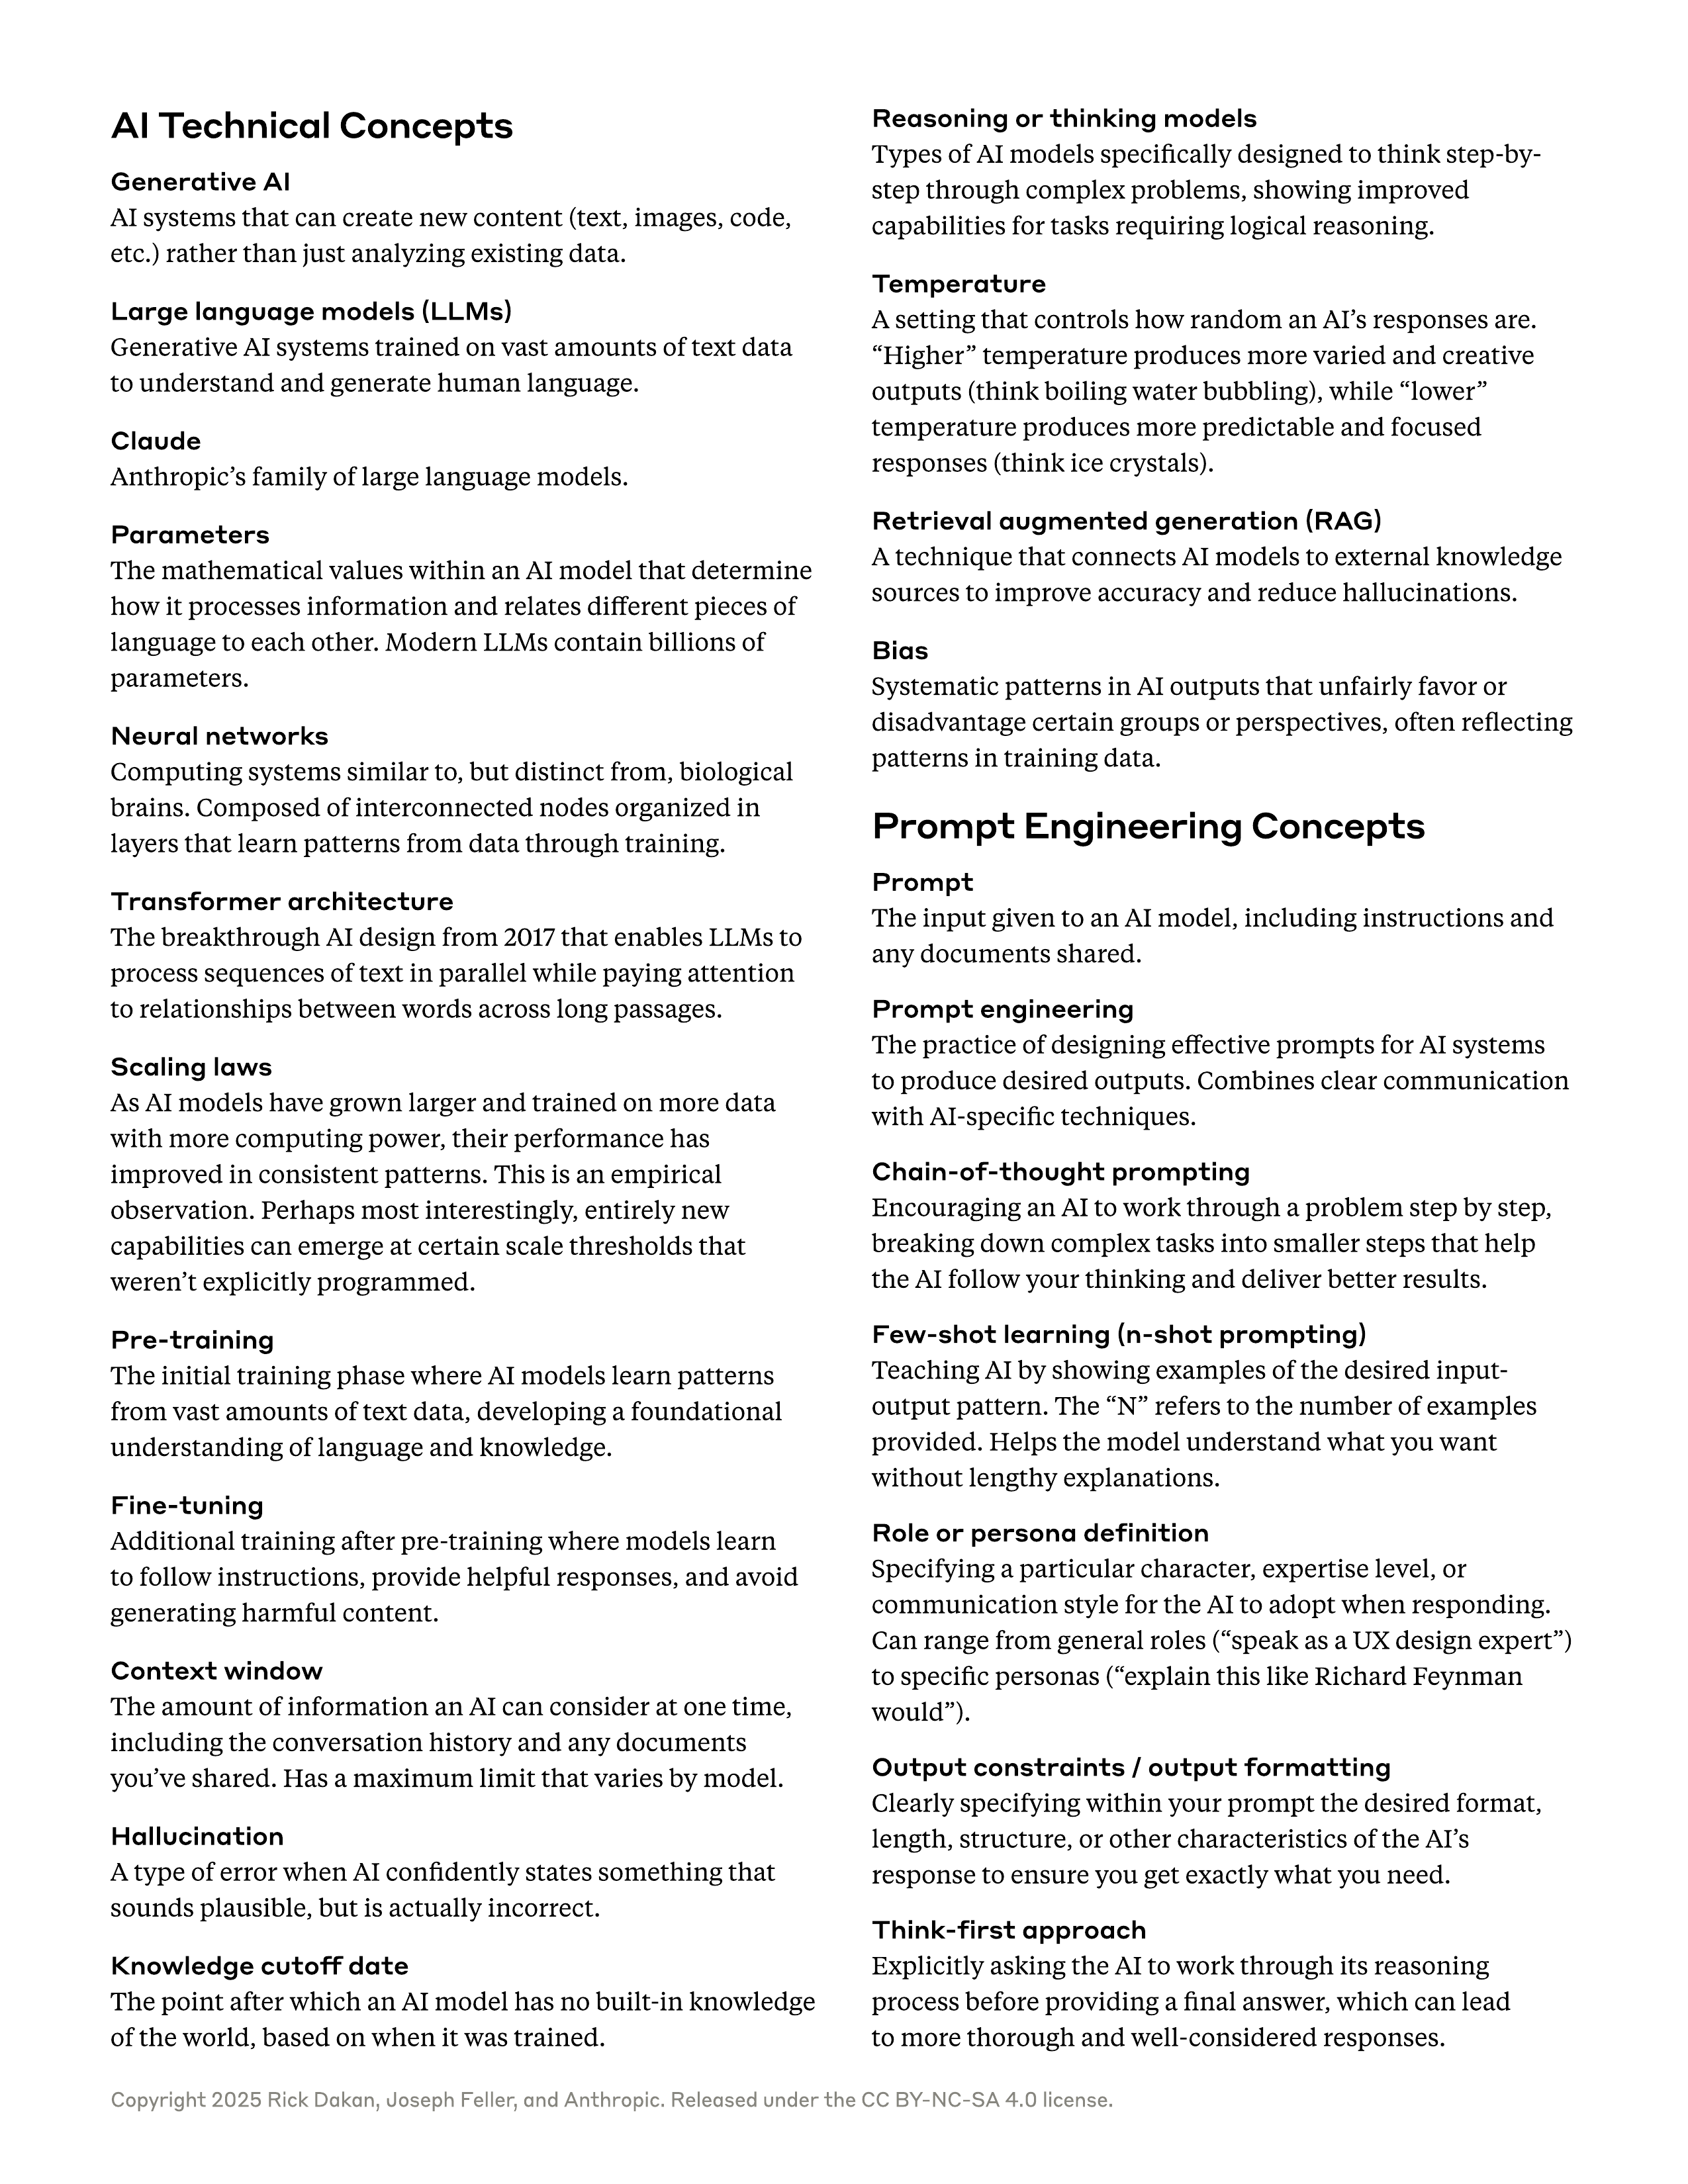 AI Technical Concepts
Generative AI
AI systems that can create new content (text, images, code,
etc.) rather than just analyzing existing data.
Large language models (LLMs)
Generative AI systems trained on vast amounts of text data
to understand and generate human language.
Claude
Anthropic’s family of large language models.
Parameters
The mathematical values within an AI model that determine
how it processes information and relates different pieces of
language to each other. Modern LLMs contain billions of
parameters.
Neural networks
Computing systems similar to, but distinct from, biological
brains. Composed of interconnected nodes organized in
layers that learn patterns from data through training.
Transformer architecture
The breakthrough AI design from 2017 that enables LLMs to
process sequences of text in parallel while paying attention
to relationships between words across long passages.
Scaling laws
As AI models have grown larger and trained on more data
with more computing power, their performance has
improved in consistent patterns. This is an empirical
observation. Perhaps most interestingly, entirely new
capabilities can emerge at certain scale thresholds that
weren’t explicitly programmed.
Pre-training
The initial training phase where AI models learn patterns
from vast amounts of text data, developing a foundational
understanding of language and knowledge.
Fine-tuning
Additional training after pre-training where models learn
to follow instructions, provide helpful responses, and avoid
generating harmful content.
Context window
The amount of information an AI can consider at one time,
including the conversation history and any documents
you’ve shared. Has a maximum limit that varies by model.
Hallucination
A type of error when AI confidently states something that
sounds plausible, but is actually incorrect.
Knowledge cutoff date
The point after which an AI model has no built-in knowledge
of the world, based on when it was trained.
Reasoning or thinking models
Types of AI models specifically designed to think step-by-
step through complex problems, showing improved
capabilities for tasks requiring logical reasoning.
Temperature
A setting that controls how random an AI’s responses are.
“Higher” temperature produces more varied and creative
outputs (think boiling water bubbling), while “lower”
temperature produces more predictable and focused
responses (think ice crystals).
Retrieval augmented generation (RAG)
A technique that connects AI models to external knowledge
sources to improve accuracy and reduce hallucinations.
Bias
Systematic patterns in AI outputs that unfairly favor or
disadvantage certain groups or perspectives, often reflecting
patterns in training data.
Prompt Engineering Concepts
Prompt
The input given to an AI model, including instructions and
any documents shared.
Prompt engineering
The practice of designing effective prompts for AI systems
to produce desired outputs. Combines clear communication
with AI-specific techniques.
Chain-of-thought prompting
Encouraging an AI to work through a problem step by step,
breaking down complex tasks into smaller steps that help
the AI follow your thinking and deliver better results.
Few-shot learning (n-shot prompting)
Teaching AI by showing examples of the desired input-
output pattern. The “N” refers to the number of examples
provided. Helps the model understand what you want
without lengthy explanations.
Role or persona definition
Specifying a particular character, expertise level, or
communication style for the AI to adopt when responding.
Can range from general roles (“speak as a UX design expert”)
to specific personas (“explain this like Richard Feynman
would”).
Output constraints / output formatting
Clearly specifying within your prompt the desired format,
length, structure, or other characteristics of the AI’s
response to ensure you get exactly what you need.
Think-first approach
Explicitly asking the AI to work through its reasoning
process before providing a final answer, which can lead
to more thorough and well-considered responses.
Copyright 2025 Rick Dakan, Joseph Feller, and Anthropic. Released under the CC BY-NC-SA 4.0 license.